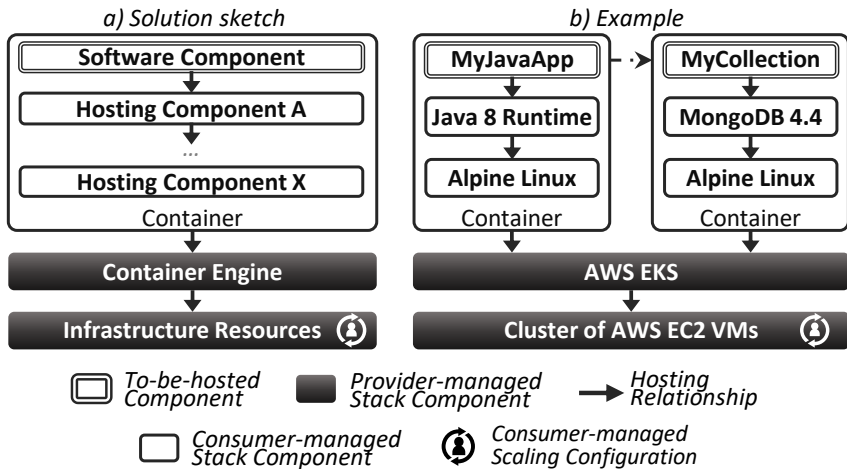 a) Solution sketch
Software Component
Hosting Component A
...
Hosting Component X
Container
Container Engine
Infrastructure Resources
b) Example
MyJavaApp
Java 8 Runtime
Alpine Linux
Container
MyCollection
MongoDB 4.4
Alpine Linux
Container
AWS EKS
Cluster of AWS EC2 VMs
To-be-hosted
Component
Provider-managed
Stack Component
Hosting
Relationship
Consumer-managed
Stack Component
Consumer-managed
Scaling Configuration